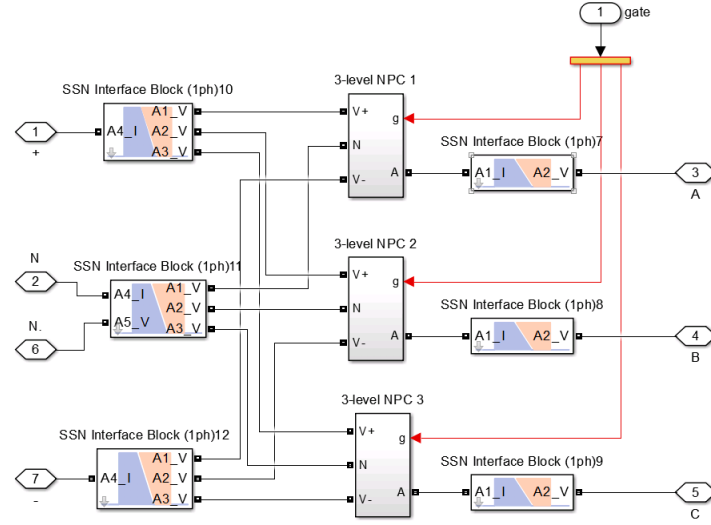 1 gate
3-level NPC 1
SSN Interface Block (1ph)10
1
+
A4_I
A1_V
A2_V
A3_V
V+
N
V-
g
A
SSN Interface Block (1ph)7
A1_I A2_V
3
A
3-level NPC 2
N
2
SSN Interface Block (1ph)11
A4_I
A5_V
A1_V
A2_V
A3_V
N.
6
V+
N
V-
g
A
SSN Interface Block (1ph)8
A1_I A2_V
4
B
3-level NPC 3
SSN Interface Block (1ph)12
7
-
A4_I
A1_V
A2_V
A3_V
V+
N
V-
g
A
SSN Interface Block (1ph)9
A1_I A2_V
5
C